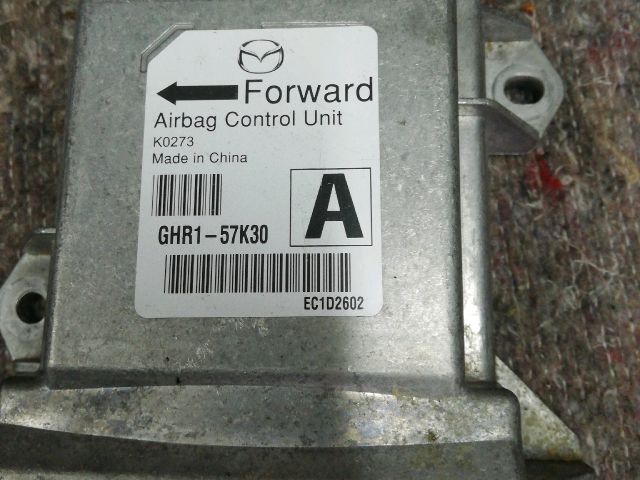 Forward
Airbag Control Unit
K0273
Made in China
A
GHR1-57K30
EC1D2602